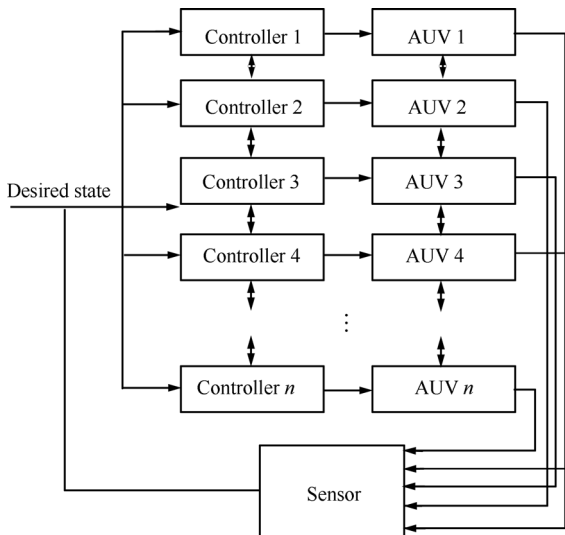 Controller 1
AUV 1
Controller 2
AUV 2
Controller 3
AUV 3
Desired state
Controller 4
AUV 4
⋮
Controller n
AUV n
Sensor